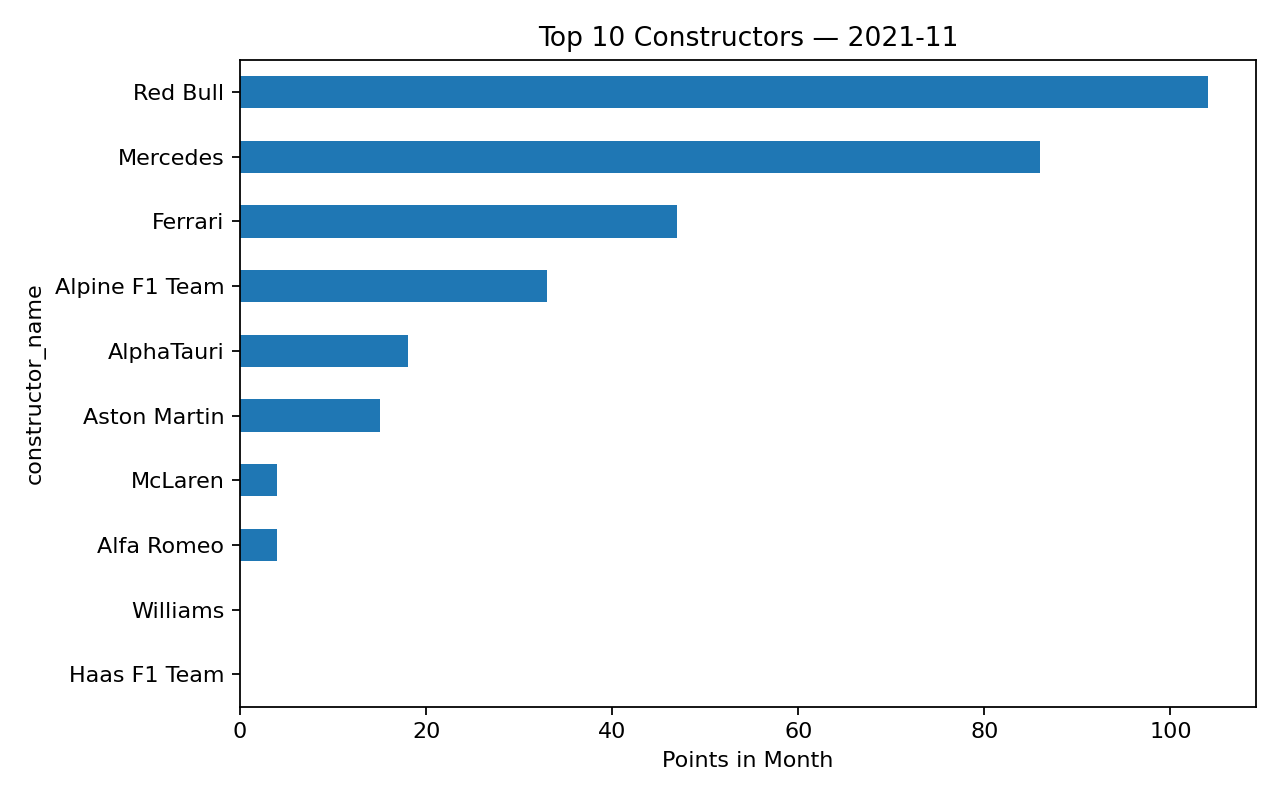 Top 10 Constructors — 2021-11
Red Bull
Mercedes
Ferrari
Alpine F1 Team
AlphaTauri
Aston Martin
McLaren
Alfa Romeo
Williams
Haas F1 Team
constructor_name
0 20 40 60 80 100
Points in Month